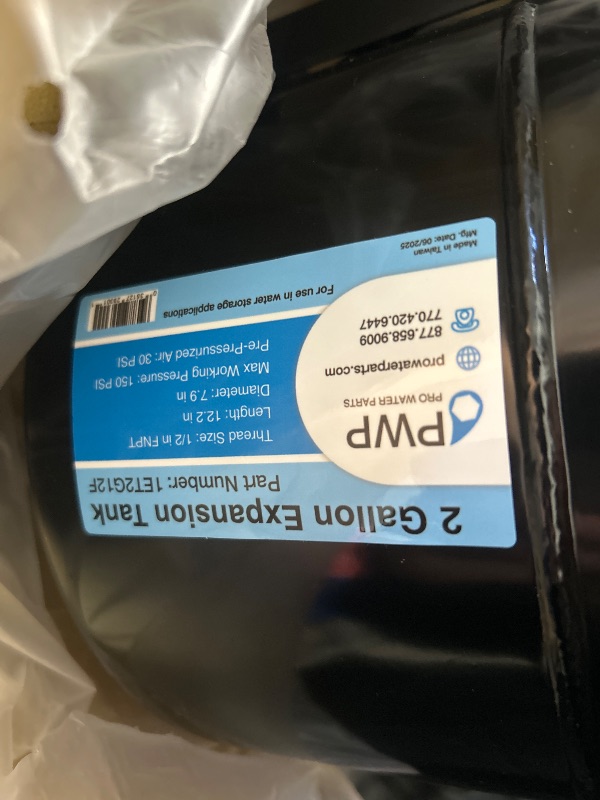 2 Gallon Expansion Tank
Part Number: 1ET2G12F
PWP
PRO WATER PARTS
prowaterparts.com
877.658.9009
770.420.6447
Thread Size: 1/2 in FNPT
Length: 12.2 in
Diameter: 7.9 in
Max Working Pressure: 150 PSI
Pre-Pressurized Air: 30 PSI
For use in water storage applications
Made in Taiwan
Mfg. Date: 06/2025